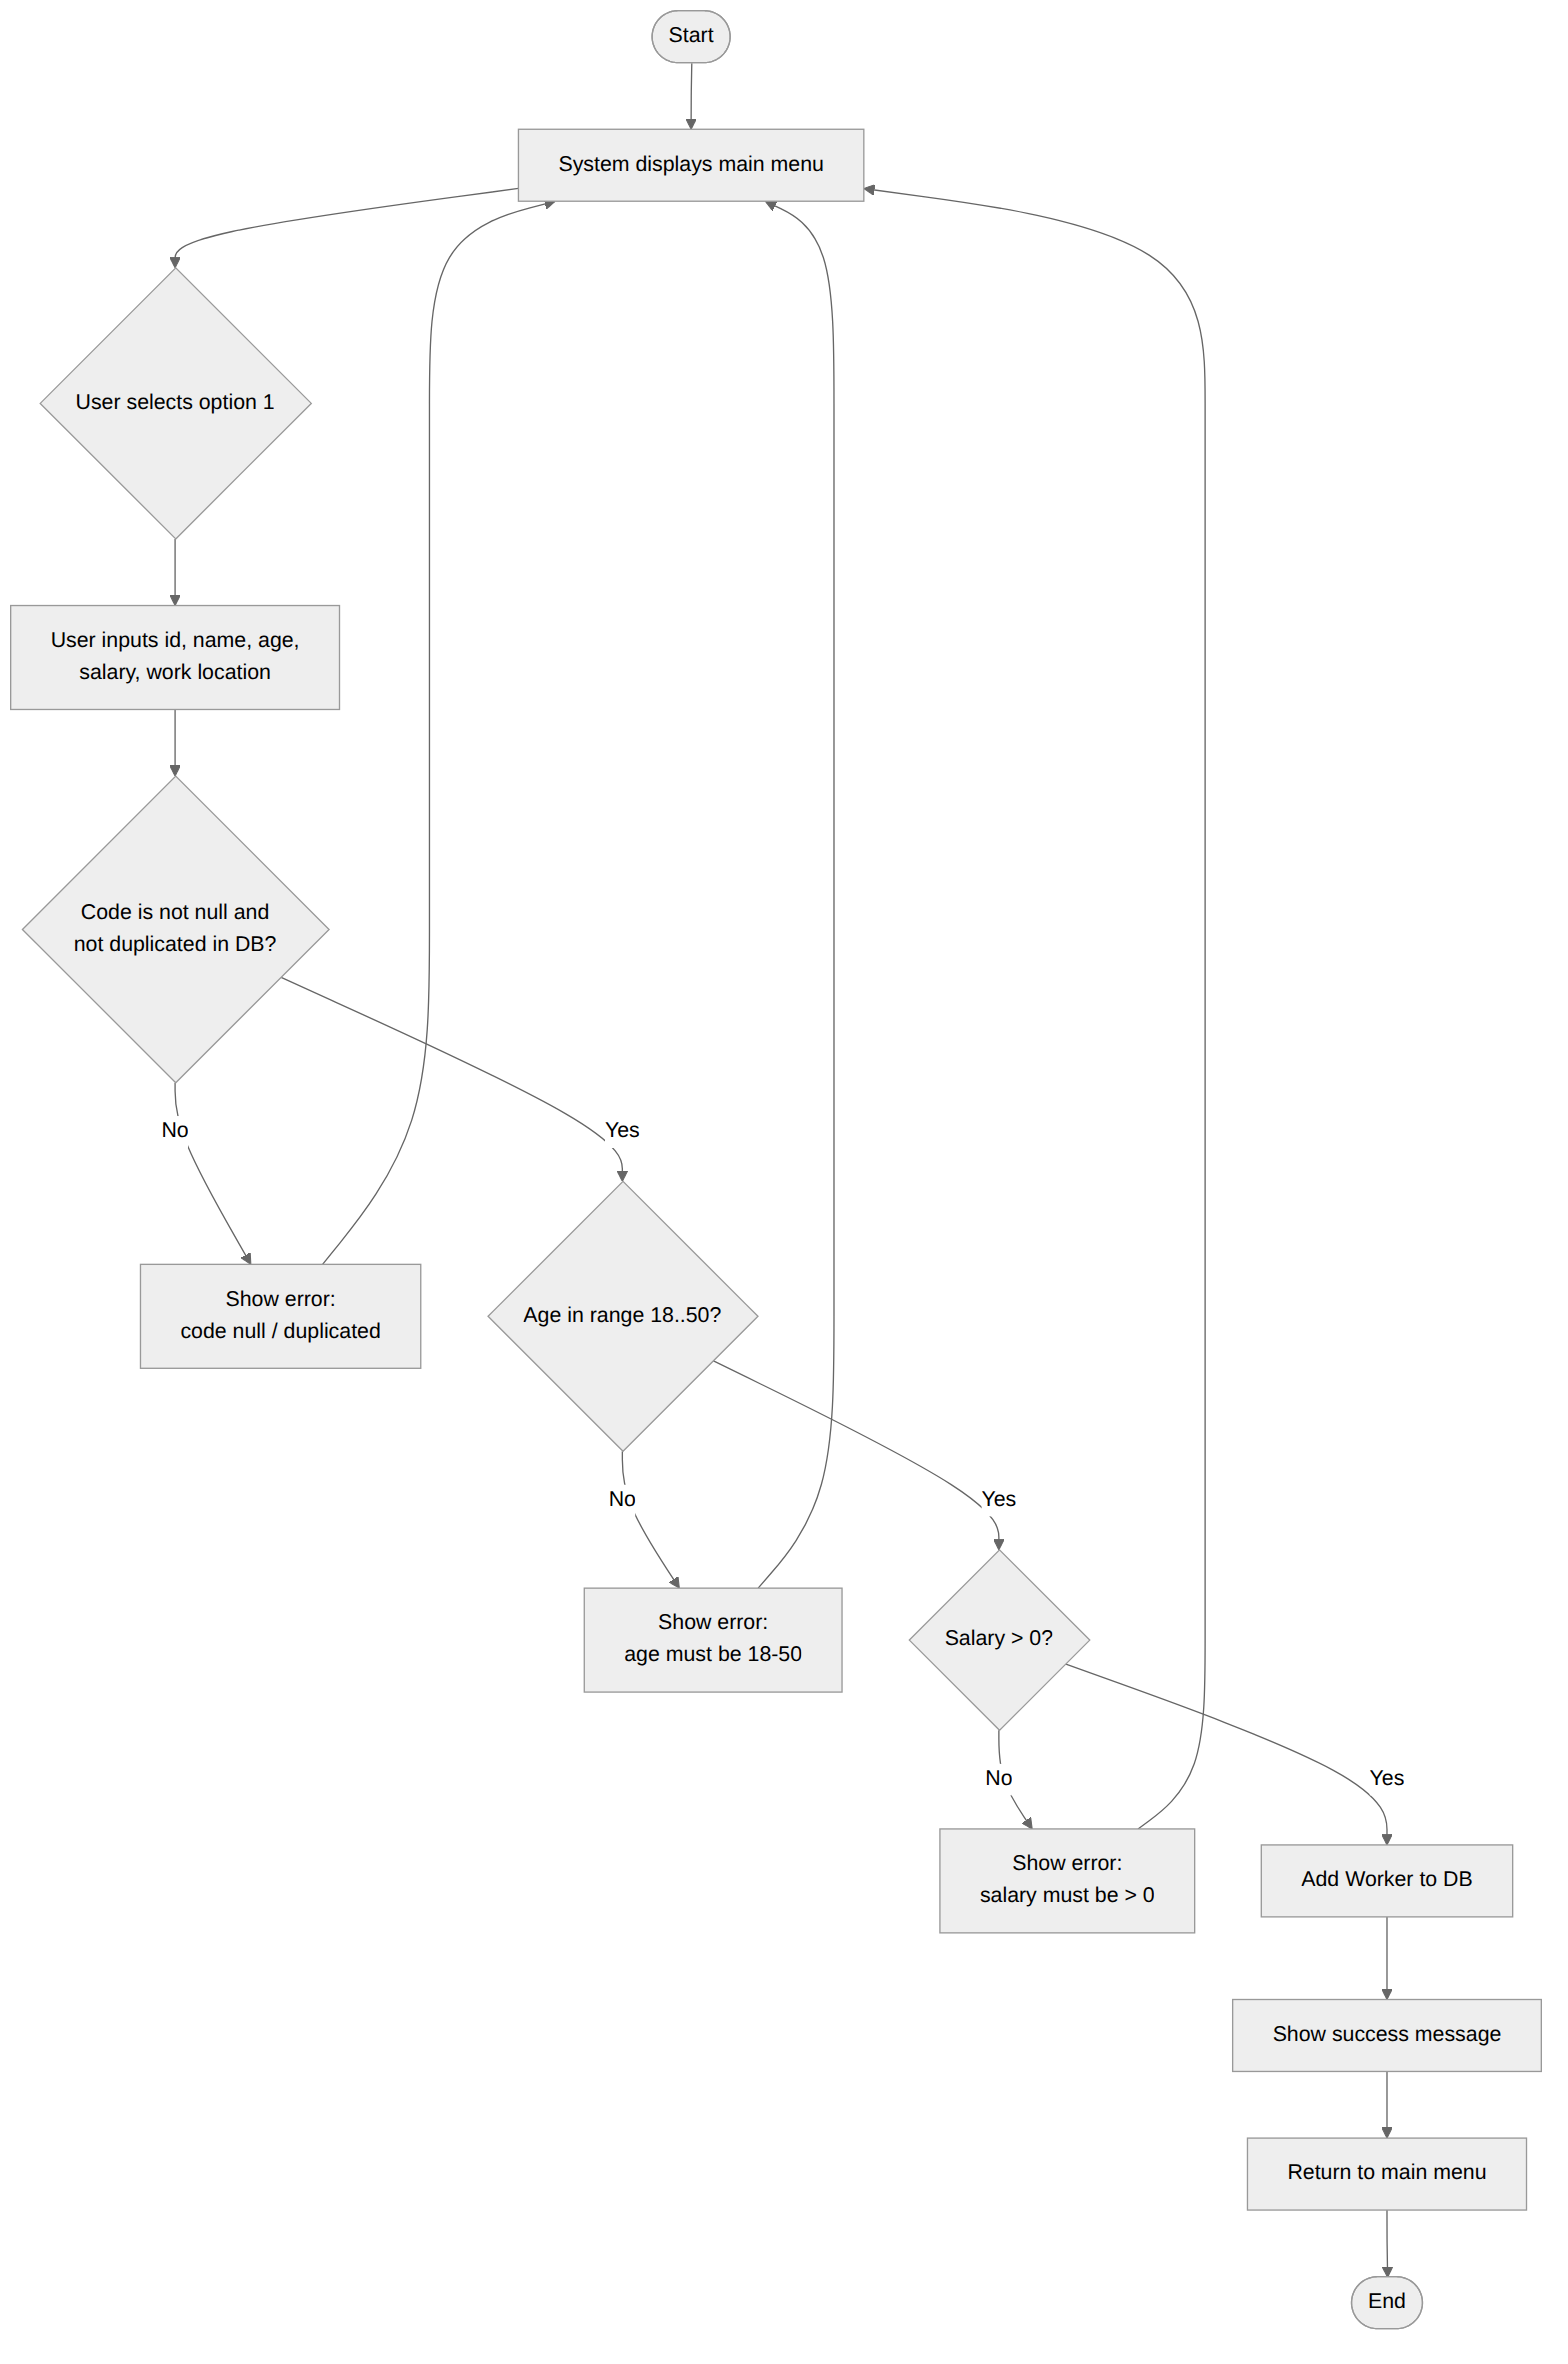 Start
System displays main menu
User selects option 1
User inputs id, name, age,
salary, work location
Code is not null and
not duplicated in DB?
No
Yes
Show error:
code null / duplicated
Age in range 18..50?
No
Yes
Show error:
age must be 18-50
Salary > 0?
No
Yes
Show error:
salary must be > 0
Add Worker to DB
Show success message
Return to main menu
End